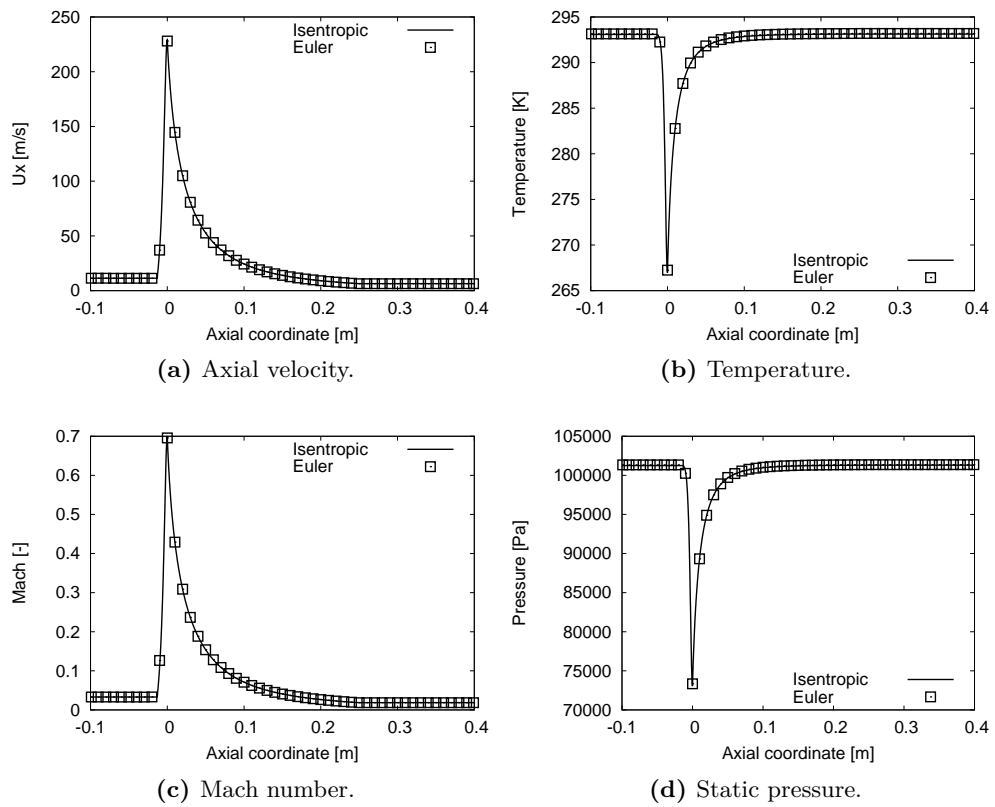 250
200
150
100
50
0
Ux [m/s]
-0.1 0 0.1 0.2 0.3 0.4
Axial coordinate [m]
Isentropic
Euler
(a) Axial velocity.
295
290
285
280
275
270
265
Temperature [K]
-0.1 0 0.1 0.2 0.3 0.4
Axial coordinate [m]
Isentropic
Euler
(b) Temperature.
0.7
0.6
0.5
0.4
0.3
0.2
0.1
0
Mach [-]
-0.1 0 0.1 0.2 0.3 0.4
Axial coordinate [m]
Isentropic
Euler
(c) Mach number.
105000
100000
95000
90000
85000
80000
75000
70000
Pressure [Pa]
-0.1 0 0.1 0.2 0.3 0.4
Axial coordinate [m]
Isentropic
Euler
(d) Static pressure.